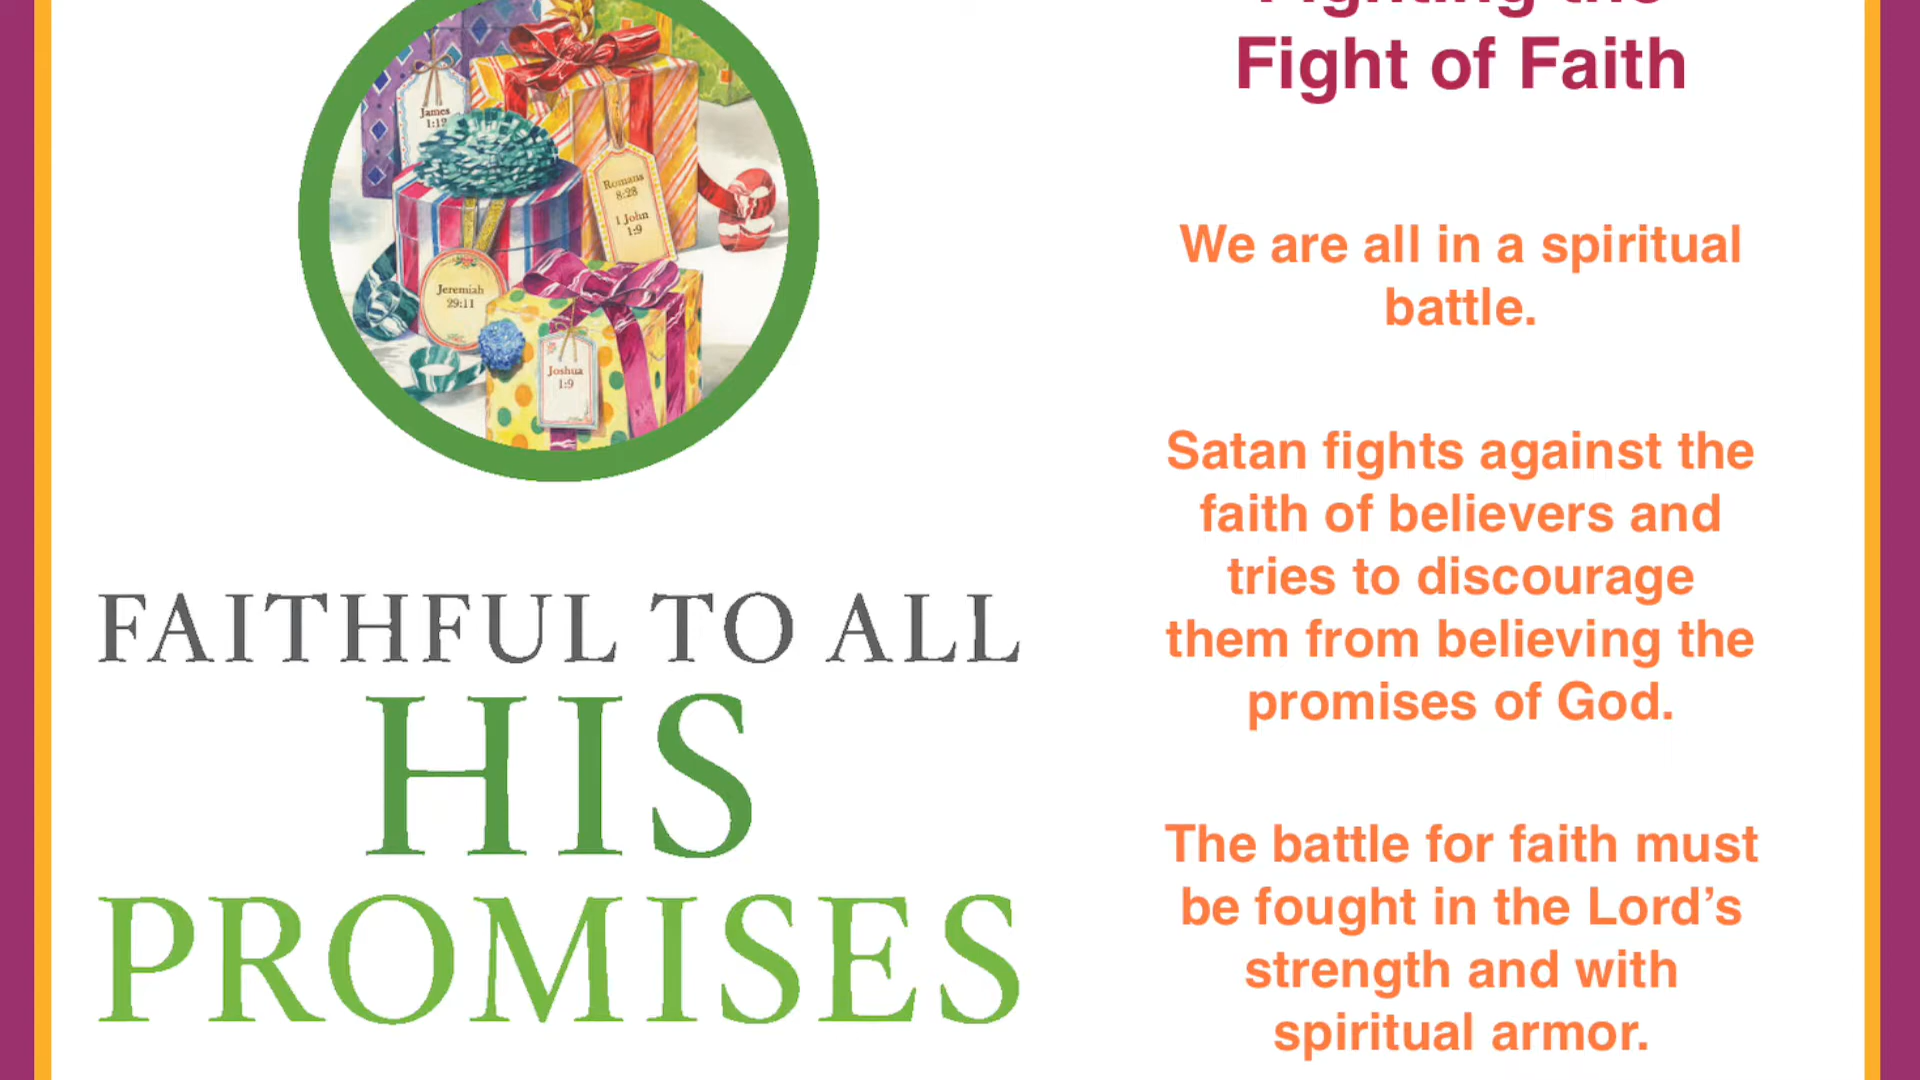 James
1:12
Romans
8:28
1 John
1:9
Jeremiah
29:11
Joshua
1:9
FAITHFUL TO ALL
HIS
PROMISES
Fighting the
Fight of Faith
We are all in a spiritual
battle.
Satan fights against the
faith of believers and
tries to discourage
them from believing the
promises of God.
The battle for faith must
be fought in the Lord’s
strength and with
spiritual armor.